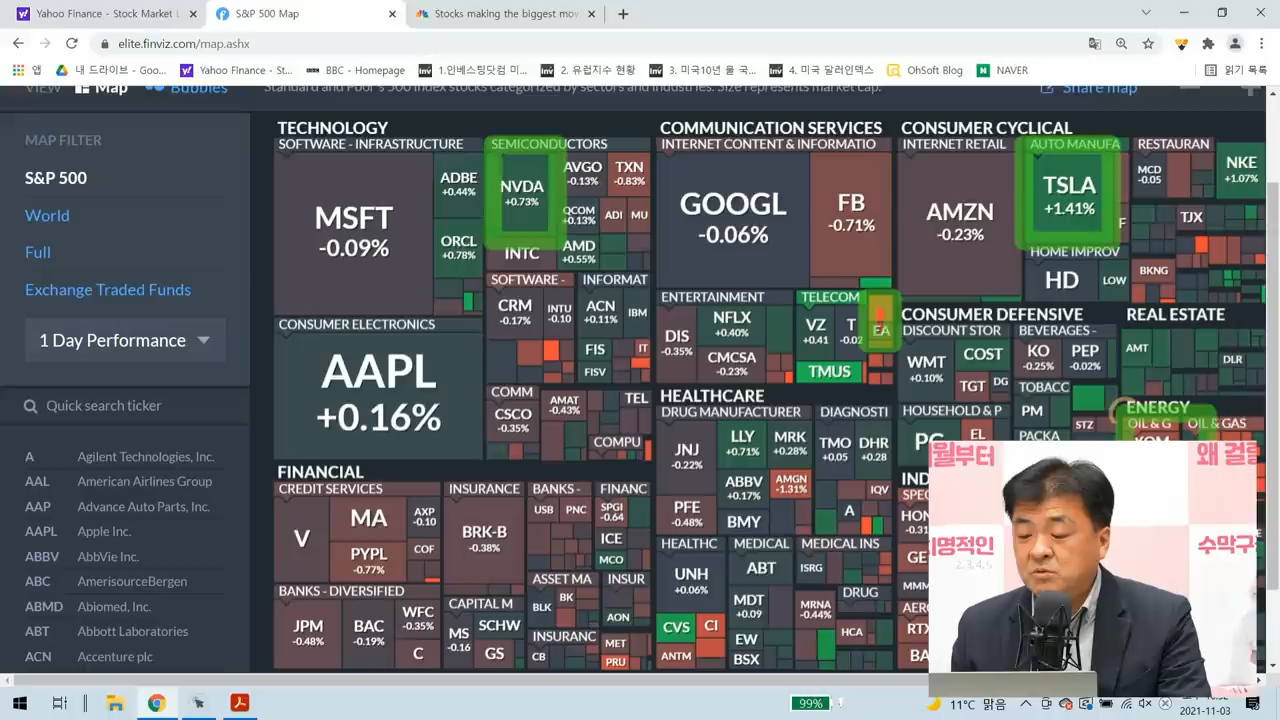 Yahoo Finance - Stock Market L
S&P 500 Map
Stocks making the biggest mov
elite.finviz.com/map.ashx
앱
내 드라이브 - Goo...
Yahoo FInance - St...
BBC - Homepage
1.인베스팅닷컴 미...
2. 유럽지수 현황
3. 미국10년 물 국...
4. 미국 달러인덱스
OhSoft Blog
NAVER
읽기 목록
VIEW
Map
Bubbles
Standard and Poor's 500 index stocks categorized by sectors and industries. Size represents market cap.
Share map
MAP FILTER
S&P 500
World
Full
Exchange Traded Funds
1 Day Performance
Quick search ticker
A Agilent Technologies, Inc.
AAL American Airlines Group
AAP Advance Auto Parts, Inc.
AAPL Apple Inc.
ABBV AbbVie Inc.
ABC AmerisourceBergen
ABMD Abiomed, Inc.
ABT Abbott Laboratories
ACN Accenture plc
TECHNOLOGY
SOFTWARE - INFRASTRUCTURE
MSFT
-0.09%
ADBE
+0.44%
ORCL
+0.78%
SEMICONDUCTORS
NVDA
+0.73%
AVGO
-0.13%
TXN
-0.83%
QCOM
+0.13%
ADI
MU
INTC
AMD
+0.55%
SOFTWARE -
CRM
-0.17%
INTU
-0.10
INFORMAT
ACN
+0.11%
IBM
FIS
IT
FISV
CONSUMER ELECTRONICS
AAPL
+0.16%
COMM
CSCO
-0.35%
AMAT
-0.43%
TEL
COMPU
FINANCIAL
CREDIT SERVICES
V
MA
AXP
-0.10
PYPL
-0.77%
COF
INSURANCE
BRK-B
-0.38%
BANKS -
USB
PNC
FINANC
SPGI
-0.64
ICE
MCO
BANKS - DIVERSIFIED
JPM
-0.48%
BAC
-0.19%
WFC
-0.35%
C
CAPITAL M
MS
-0.16
SCHW
GS
ASSET MA
BLK
BK
INSURANC
CB
INSUR
AON
MET
PRU
COMMUNICATION SERVICES
INTERNET CONTENT & INFORMATIO
GOOGL
-0.06%
FB
-0.71%
ENTERTAINMENT
DIS
-0.35%
NFLX
+0.40%
CMCSA
-0.23%
TELECOM
VZ
+0.41
T
-0.02
TMUS
EA
HEALTHCARE
DRUG MANUFACTURER
JNJ
-0.22%
LLY
+0.71%
MRK
+0.28%
PFE
-0.48%
ABBV
+0.17%
AMGN
-1.31%
BMY
DIAGNOSTI
TMO
+0.05
DHR
+0.28
IQV
A
HEALTHC
UNH
+0.06%
CVS
CI
ANTM
MEDICAL
ABT
MDT
+0.09
EW
BSX
MEDICAL INS
ISRG
DRUG
MRNA
-0.44%
HCA
CONSUMER CYCLICAL
INTERNET RETAIL
AMZN
-0.23%
AUTO MANUFA
TSLA
+1.41%
F
RESTAURAN
MCD
-0.05
NKE
+1.07%
TJX
BKNG
HOME IMPROV
HD
LOW
CONSUMER DEFENSIVE
DISCOUNT STOR
WMT
+0.10%
COST
TGT
DG
BEVERAGES -
KO
-0.25%
PEP
-0.02%
TOBACC
PM
STZ
HOUSEHOLD & P
EL
PACKA
REAL ESTATE
AMT
DLR
ENERGY
OIL & G
OIL & GAS
XOM
IND
SPEC
HON
-0.31
GE
MMM
AERO
RTX
BA
월부터
왜 걸
명적인
2,3,4,5
수막구
99%
11°C 맑음
2021-11-03